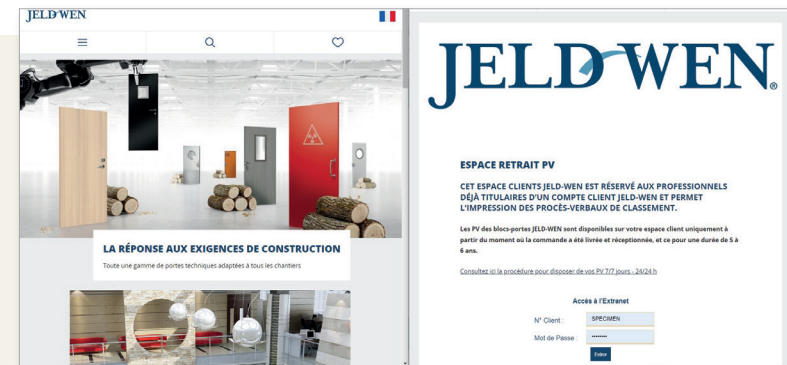 JELD-WEN
LA RÉPONSE AUX EXIGENCES DE CONSTRUCTION
Toute une gamme de portes techniques adaptées à tous les chantiers
JELD-WEN®
ESPACE RETRAIT PV
CET ESPACE CLIENTS JELD-WEN EST RÉSERVÉ AUX PROFESSIONNELS
DÉJÀ TITULAIRES D'UN COMPTE CLIENT JELD-WEN ET PERMET
L'IMPRESSION DES PROCÈS-VERBAUX DE CLASSEMENT.
Les PV des blocs-portes JELD-WEN sont disponibles sur votre espace client uniquement à
partir du moment où la commande a été livrée et réceptionnée, et ce pour une durée de 5 à
6 ans.
Consultez ici la procédure pour disposer de vos PV 7/7 jours - 24/24 h
Accès à l'Extranet
N° Client : SPECIMEN
Mot de Passe : ••••••••
Entrer